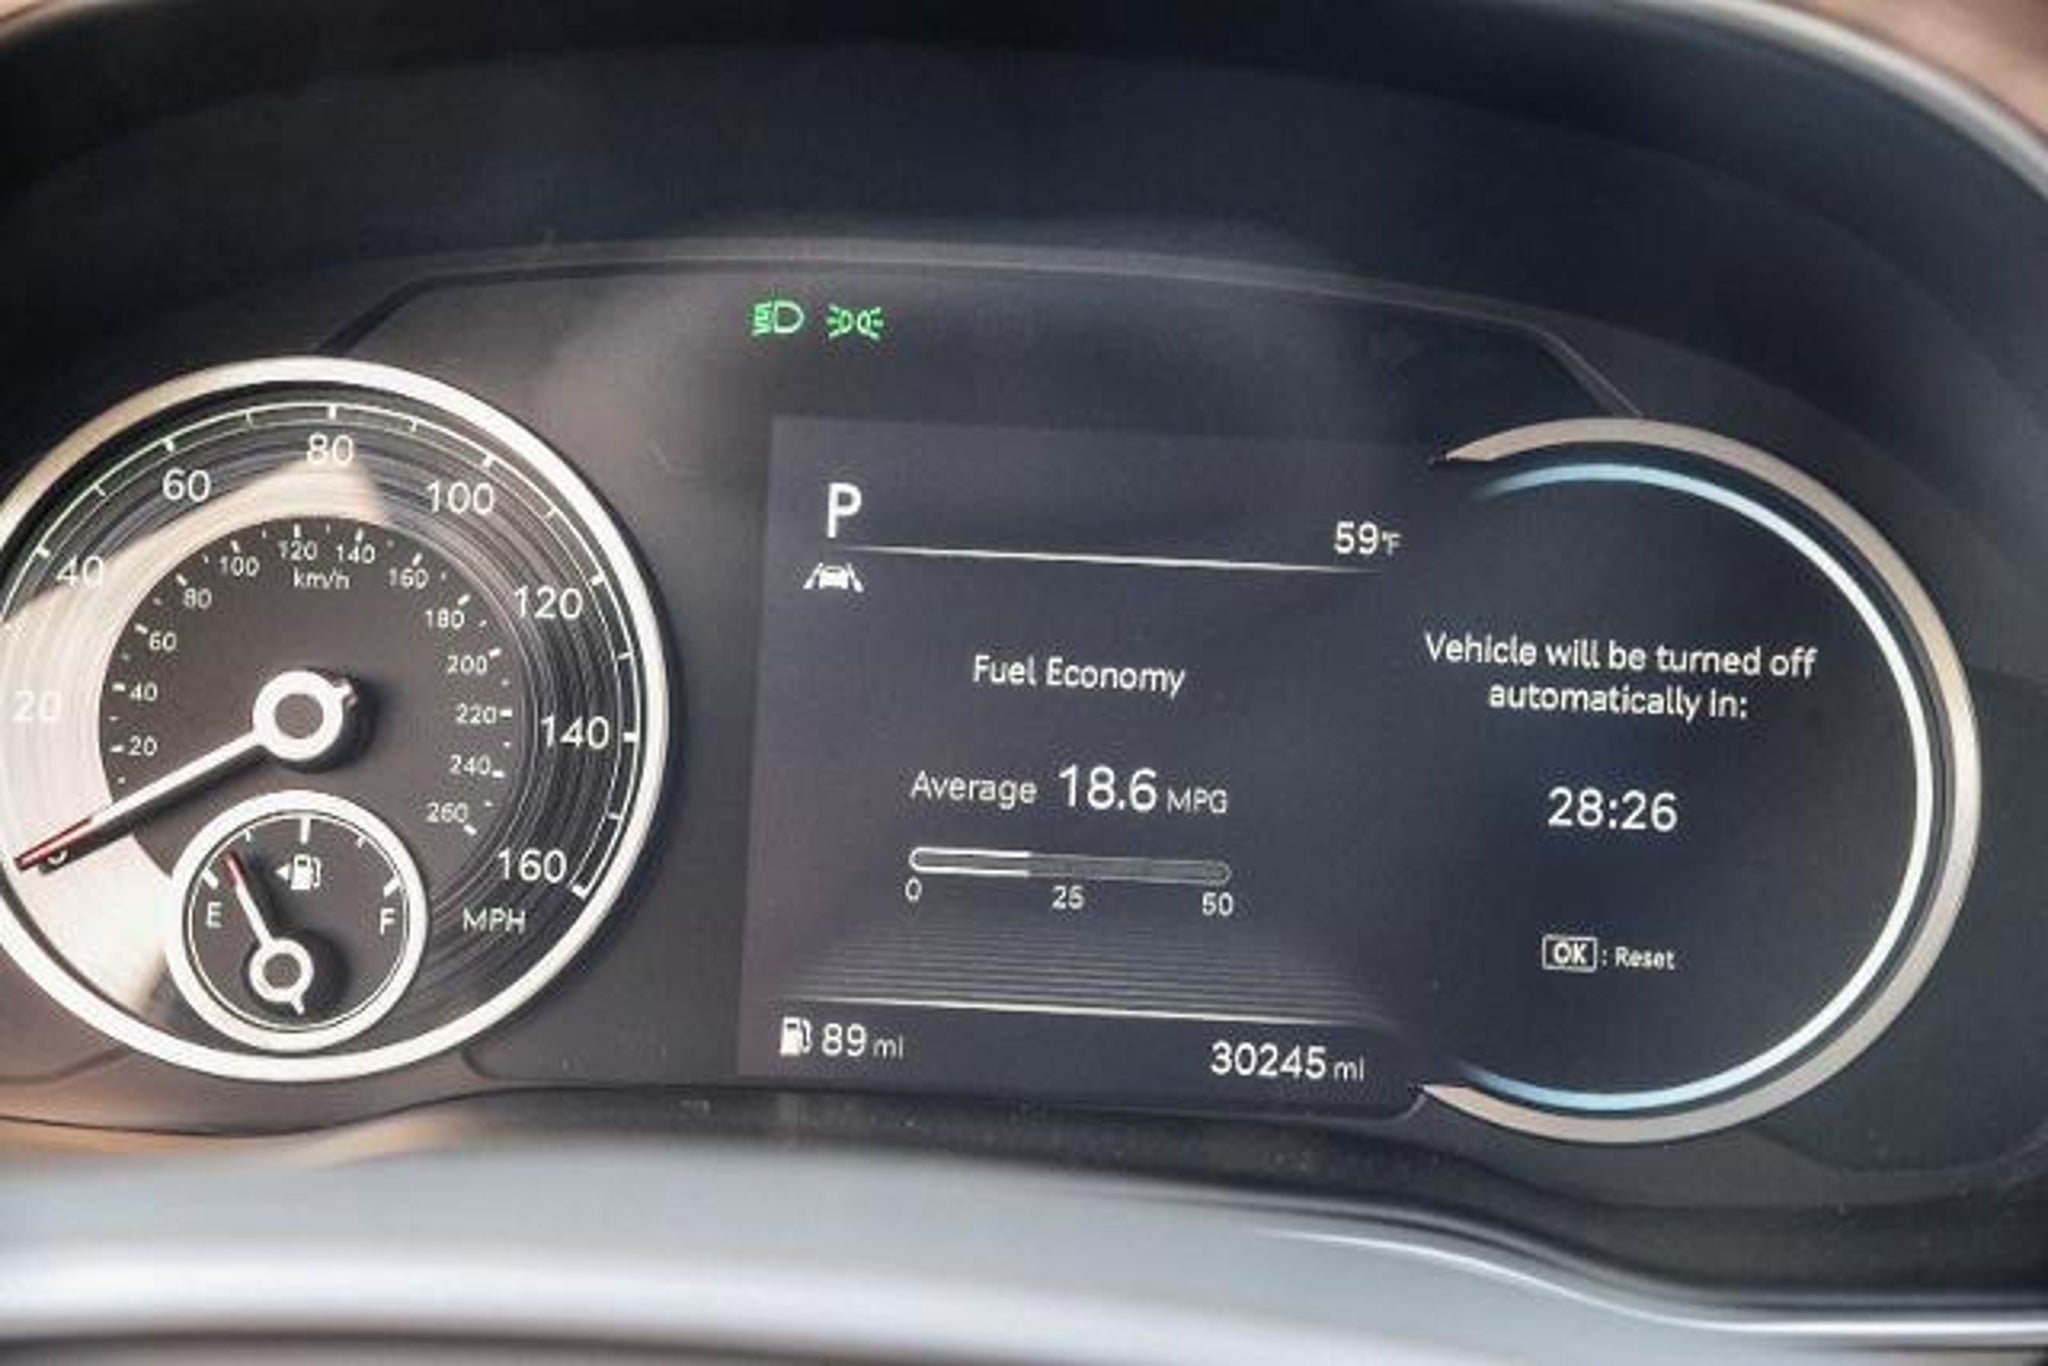 20
40
60
80
100
120
140
160
MPH
20
40
60
80
100
120
140
160
180
200
220
240
260
km/h
0
E
F
P
59°F
Fuel Economy
Average 18.6 MPG
0 25 50
89 mi
30245 mi
Vehicle will be turned off
automatically in:
28:26
OK : Reset